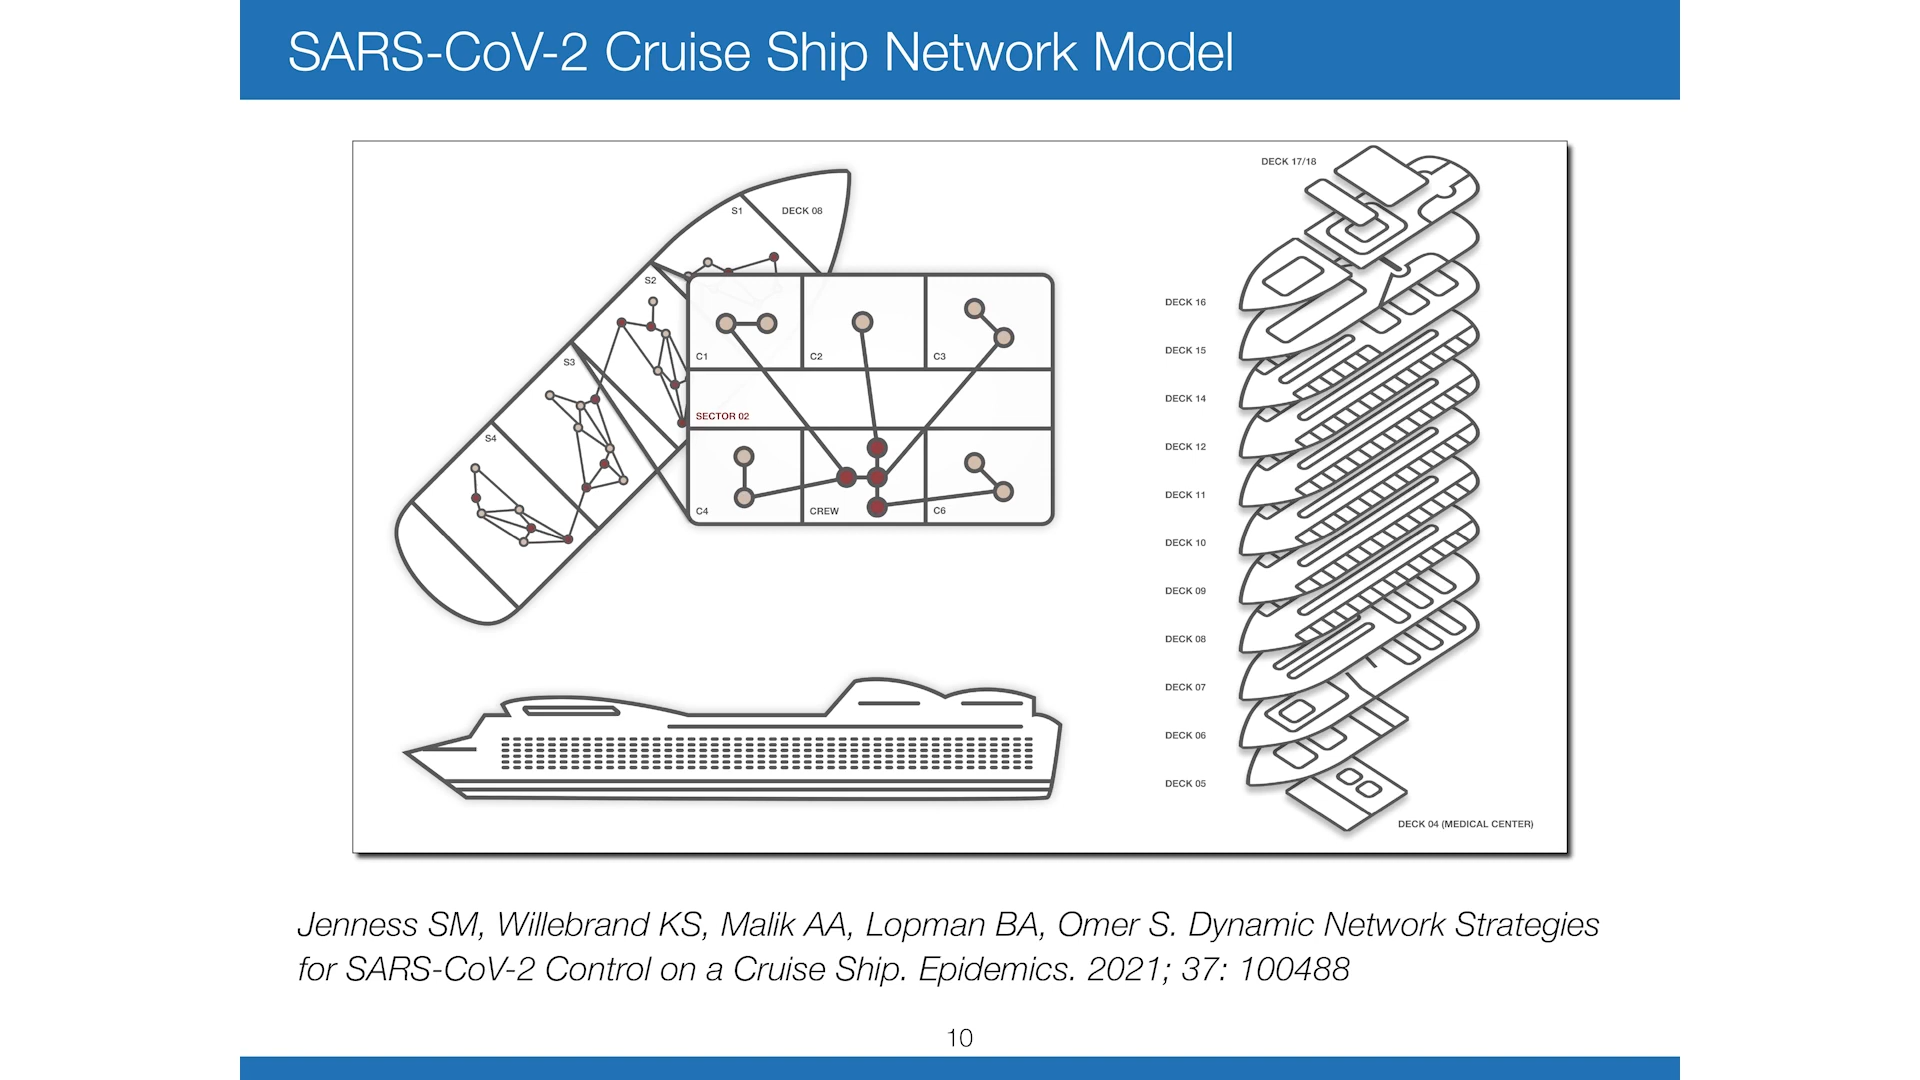 SARS-CoV-2 Cruise Ship Network Model
DECK 08
S1
S2
S3
S4
C1
C2
C3
SECTOR 02
C4
CREW
C6
DECK 17/18
DECK 16
DECK 15
DECK 14
DECK 12
DECK 11
DECK 10
DECK 09
DECK 08
DECK 07
DECK 06
DECK 05
DECK 04 (MEDICAL CENTER)
Jenness SM, Willebrand KS, Malik AA, Lopman BA, Omer S. Dynamic Network Strategies
for SARS-CoV-2 Control on a Cruise Ship. Epidemics. 2021; 37: 100488
10